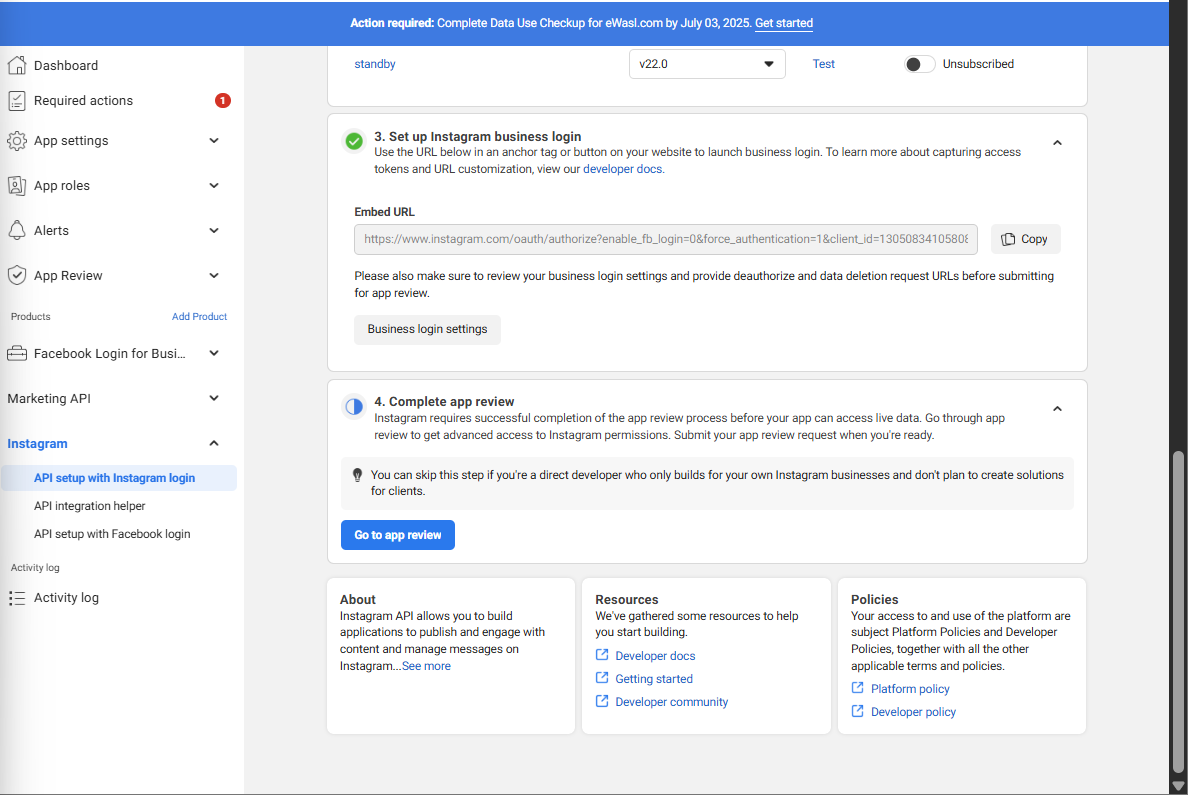 Action required: Complete Data Use Checkup for eWasl.com by July 03, 2025. Get started
Dashboard
Required actions
1
App settings
App roles
Alerts
App Review
Products
Add Product
Facebook Login for Busi...
Marketing API
Instagram
API setup with Instagram login
API integration helper
API setup with Facebook login
Activity log
Activity log
standby
v22.0
Test
Unsubscribed
3. Set up Instagram business login
Use the URL below in an anchor tag or button on your website to launch business login. To learn more about capturing access
tokens and URL customization, view our developer docs.
Embed URL
https://www.instagram.com/oauth/authorize?enable_fb_login=0&force_authentication=1&client_id=13050834105808
Copy
Please also make sure to review your business login settings and provide deauthorize and data deletion request URLs before submitting
for app review.
Business login settings
4. Complete app review
Instagram requires successful completion of the app review process before your app can access live data. Go through app
review to get advanced access to Instagram permissions. Submit your app review request when you're ready.
You can skip this step if you're a direct developer who only builds for your own Instagram businesses and don't plan to create solutions
for clients.
Go to app review
About
Instagram API allows you to build
applications to publish and engage with
content and manage messages on
Instagram...See more
Resources
We've gathered some resources to help
you start building.
Developer docs
Getting started
Developer community
Policies
Your access to and use of the platform are
subject Platform Policies and Developer
Policies, together with all the other
applicable terms and policies.
Platform policy
Developer policy